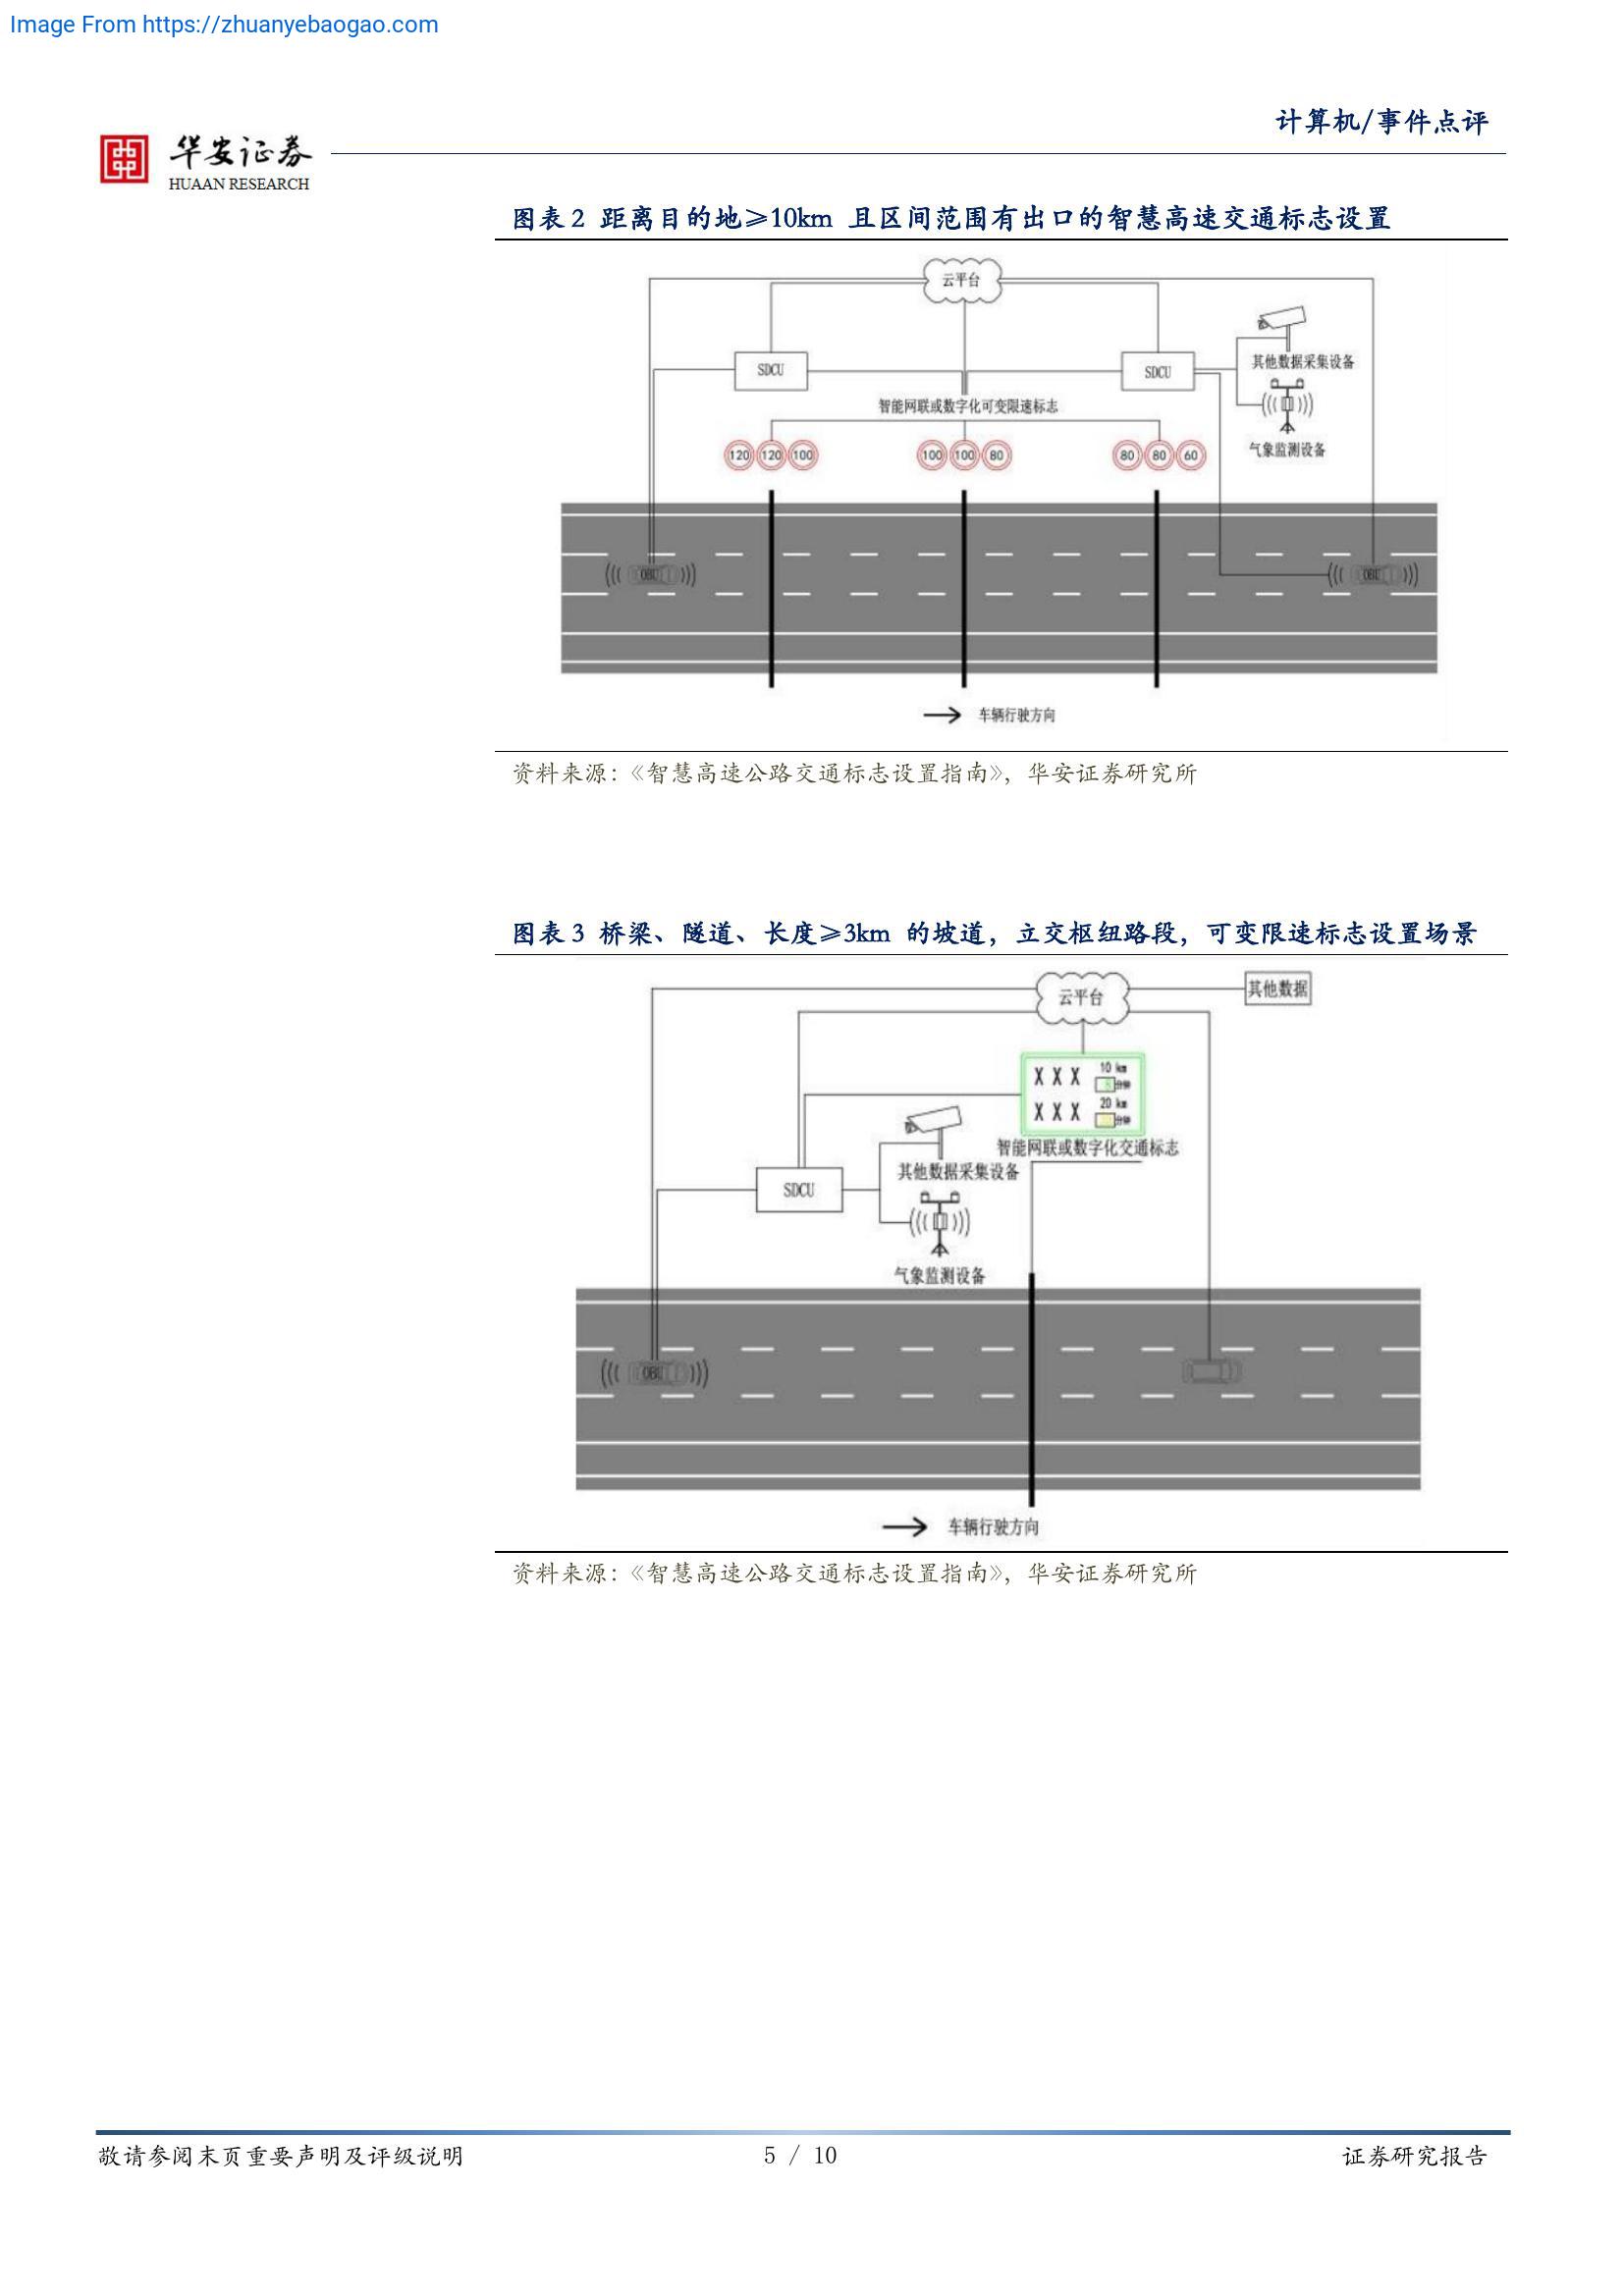 Image From https://zhuanyebaogao.com
计算机/事件点评
华安证券
HUAAN RESEARCH
图表 2 距离目的地≥10km 且区间范围有出口的智慧高速交通标志设置
云平台
SDCU
SDCU
其他数据采集设备
智能网联或数字化可变限速标志
120 120 100
100 100 80
80 80 60
气象监测设备
OBU
OBU
车辆行驶方向
资料来源：《智慧高速公路交通标志设置指南》，华安证券研究所
图表 3 桥梁、隧道、长度≥3km 的坡道，立交枢纽路段，可变限速标志设置场景
云平台
其他数据
X X X 10 km
分钟
X X X 20 km
分钟
智能网联或数字化交通标志
其他数据采集设备
SDCU
气象监测设备
OBU
车辆行驶方向
资料来源：《智慧高速公路交通标志设置指南》，华安证券研究所
敬请参阅末页重要声明及评级说明
5 / 10
证券研究报告